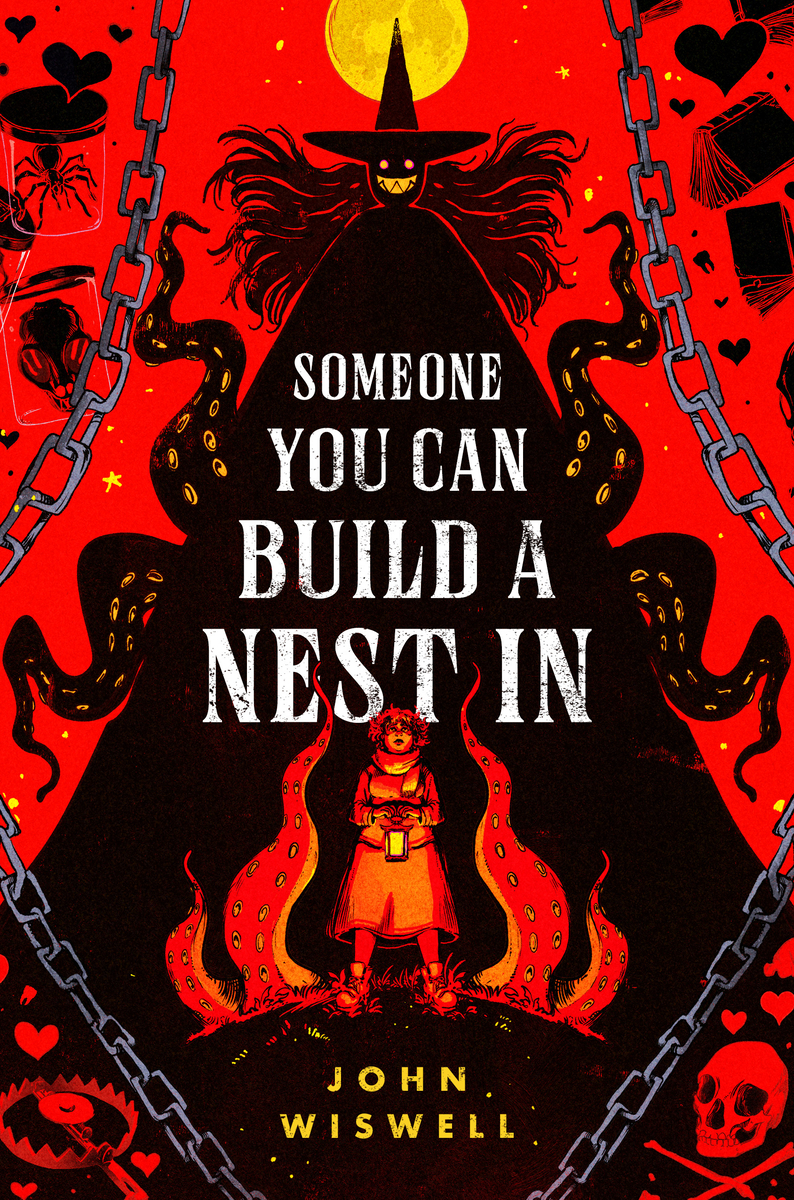 SOMEONE
YOU CAN
BUILD A
NEST IN
JOHN
WISWELL